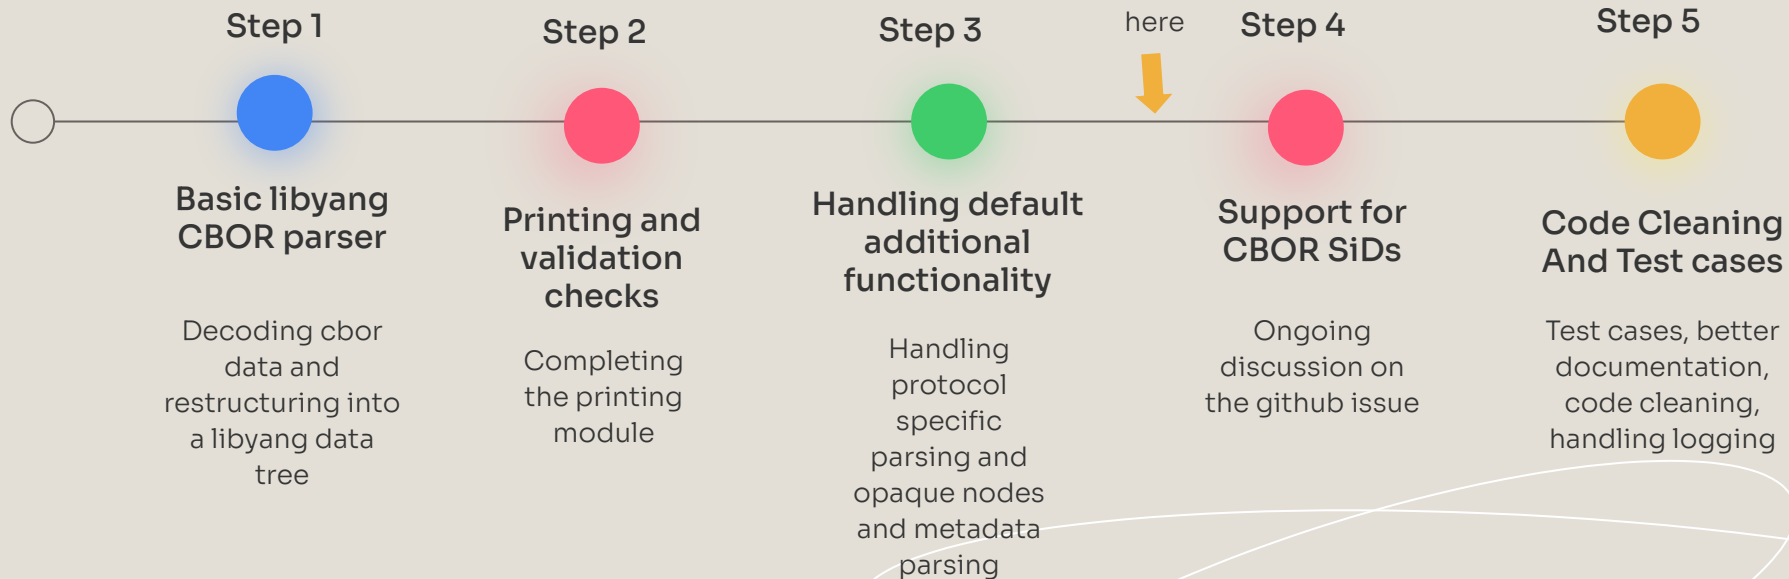 Step 1
Basic libyang
CBOR parser
Decoding cbor
data and
restructuring into
a libyang data
tree
Step 2
Printing and
validation
checks
Completing
the printing
module
Step 3
Handling default
additional
functionality
Handling
protocol
specific
parsing and
opaque nodes
and metadata
parsing
here
Step 4
Support for
CBOR SiDs
Ongoing
discussion on
the github issue
Step 5
Code Cleaning
And Test cases
Test cases, better
documentation,
code cleaning,
handling logging